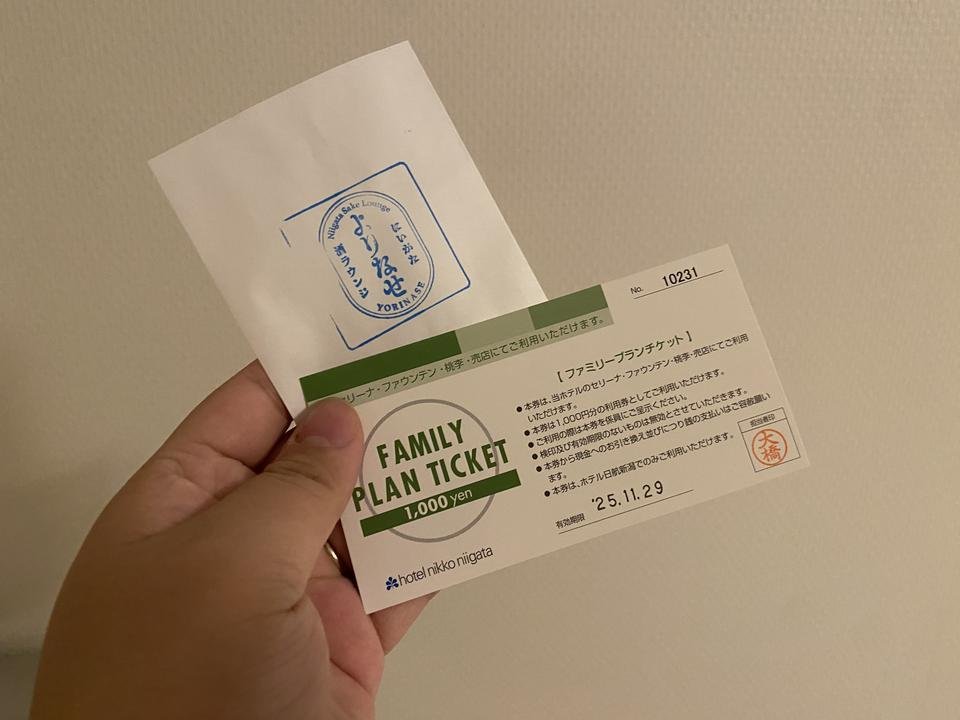 Niigata Sake Lounge
にいがた
よりなせ
酒ラウンジ
YORINASE
リーナ・ファウンテン・桃李・売店にてご利用いただけます。
No. 10231
FAMILY
PLAN TICKET
1,000 yen
hotel nikko niigata
【ファミリープランチケット】
●本券は、当ホテルのセリーナ・ファウンテン・桃李・売店にてご利用
いただけます。
●本券は1,000円分の利用券としてご利用いただけます。
●ご利用の際は本券を係員にご呈示ください。
●検印及び有効期限のないものは無効とさせていただきます。
●本券から現金へのお引き換え並びにつり銭の支払いはご容赦願い
ます。
●本券は、ホテル日航新潟でのみご利用いただけます。
有効期限 '25.11.29
担当者印
大橋